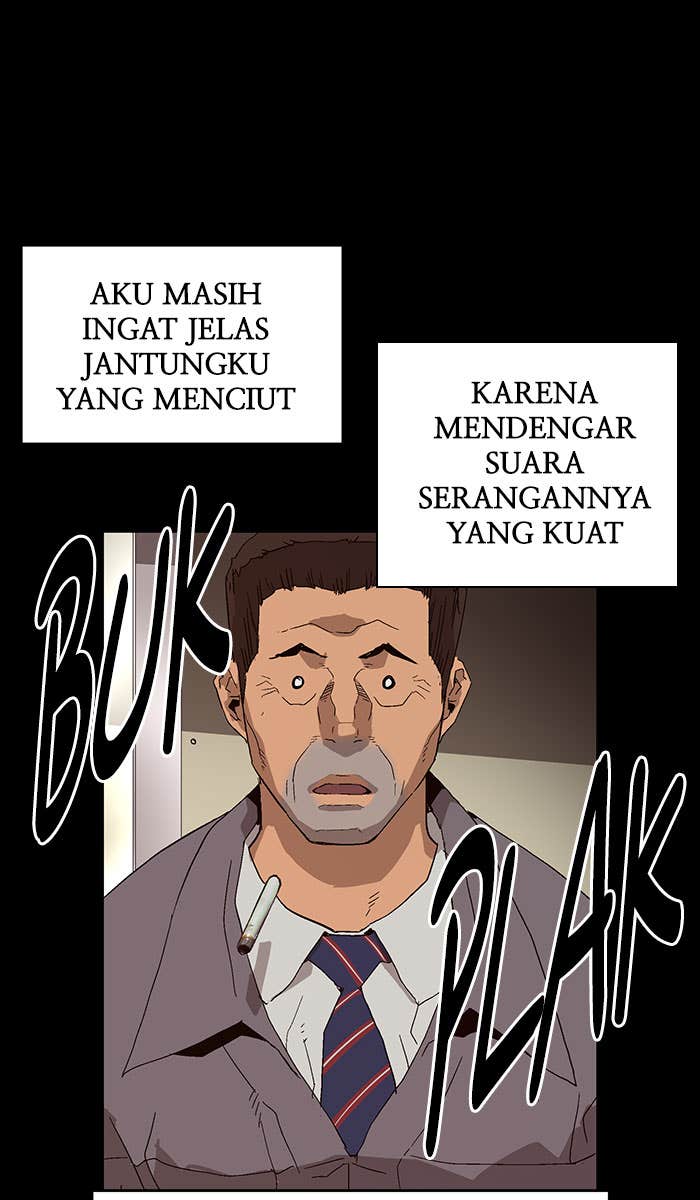 AKU MASIH
INGAT JELAS
JANTUNGKU
YANG MENCIUT
KARENA
MENDENGAR
SUARA
SERANGANNYA
YANG KUAT
BUK
PLAK